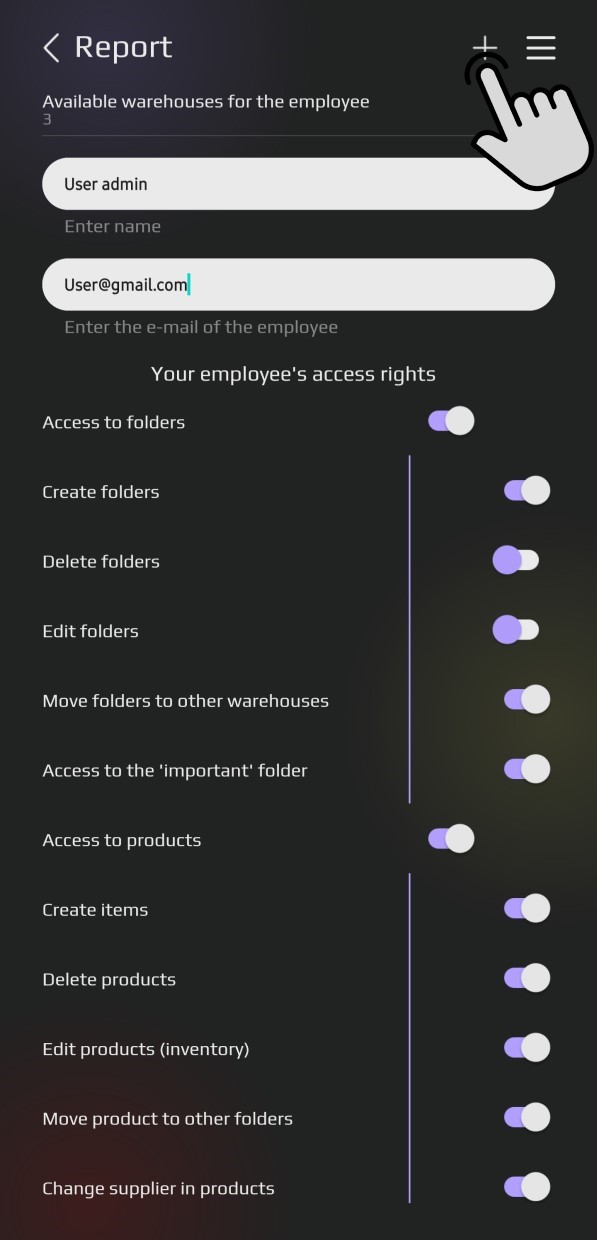 Report
Available warehouses for the employee
3
User admin
Enter name
User@gmail.com
Enter the e-mail of the employee
Your employee's access rights
Access to folders
Create folders
Delete folders
Edit folders
Move folders to other warehouses
Access to the 'important' folder
Access to products
Create items
Delete products
Edit products (inventory)
Move product to other folders
Change supplier in products